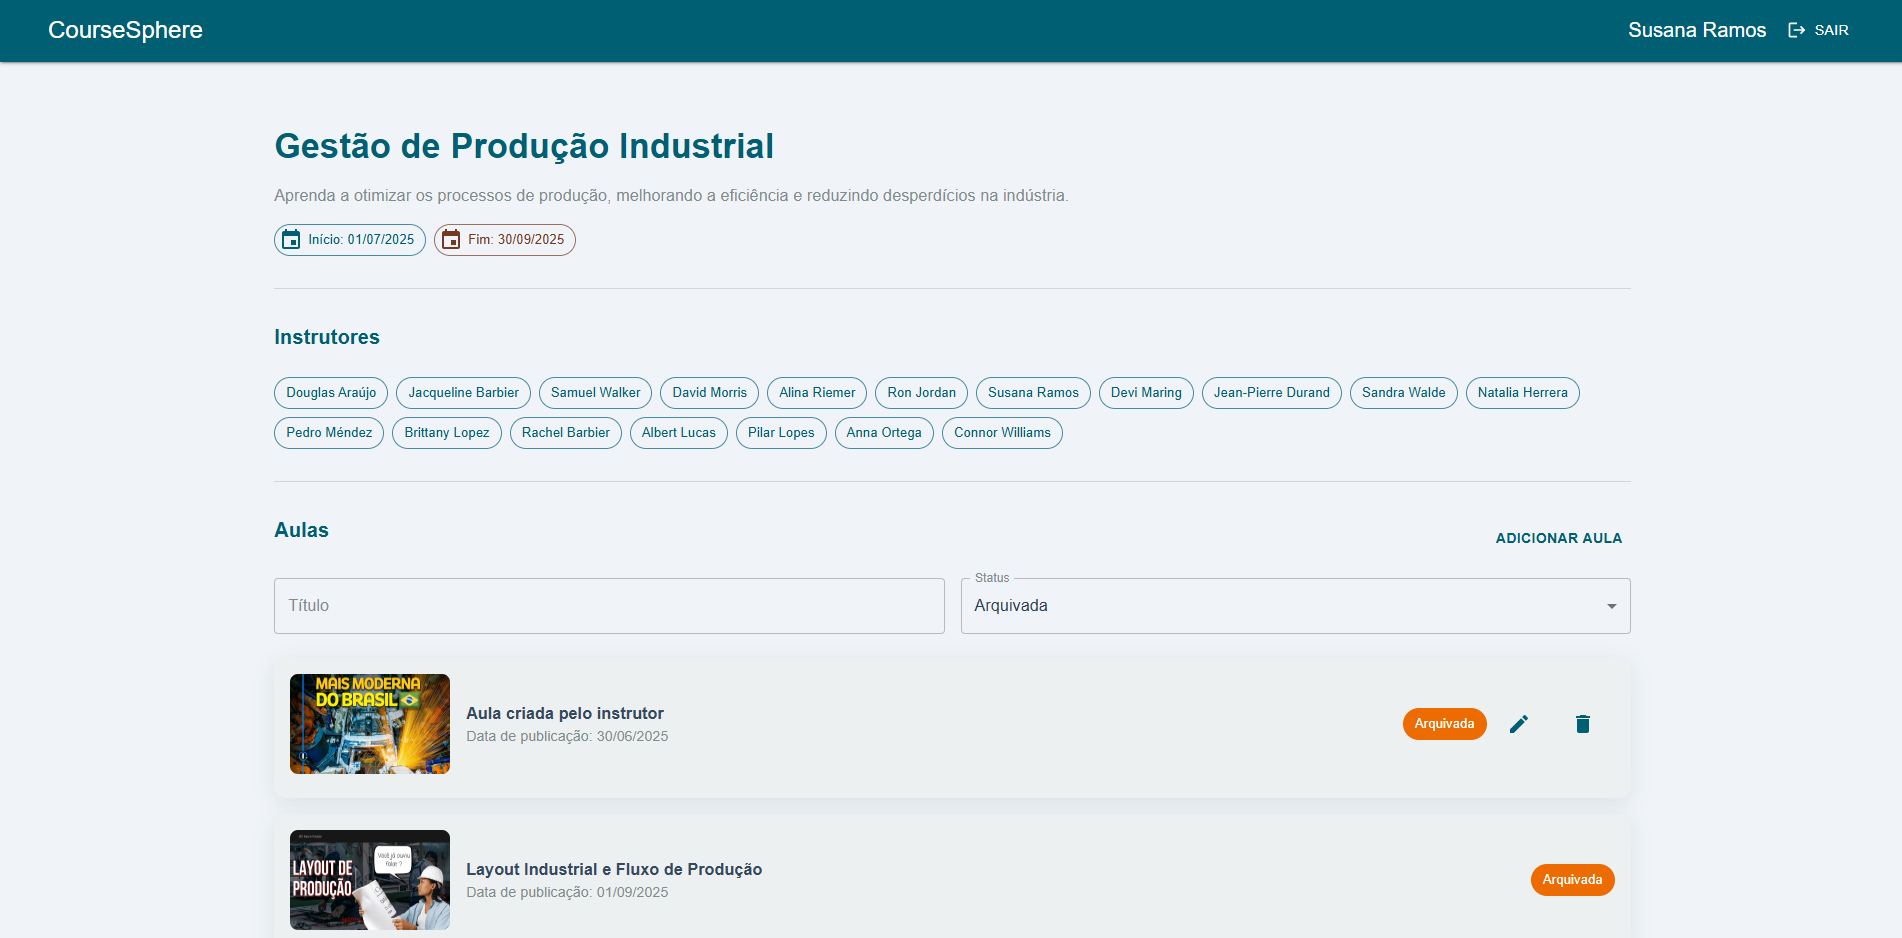 CourseSphere
Susana Ramos
SAIR
Gestão de Produção Industrial
Aprenda a otimizar os processos de produção, melhorando a eficiência e reduzindo desperdícios na indústria.
Início: 01/07/2025 Fim: 30/09/2025
Instrutores
Douglas Araújo Jacqueline Barbier Samuel Walker David Morris Alina Riemer Ron Jordan Susana Ramos Devi Maring Jean-Pierre Durand Sandra Walde Natalia Herrera
Pedro Méndez Brittany Lopez Rachel Barbier Albert Lucas Pilar Lopes Anna Ortega Connor Williams
Aulas
ADICIONAR AULA
Título
Status
Arquivada
MAIS MODERNA
DO BRASIL
Aula criada pelo instrutor
Data de publicação: 30/06/2025
Arquivada
Você já ouviu
falar?
LAYOUT DE
PRODUÇÃO
Layout Industrial e Fluxo de Produção
Data de publicação: 01/09/2025
Arquivada